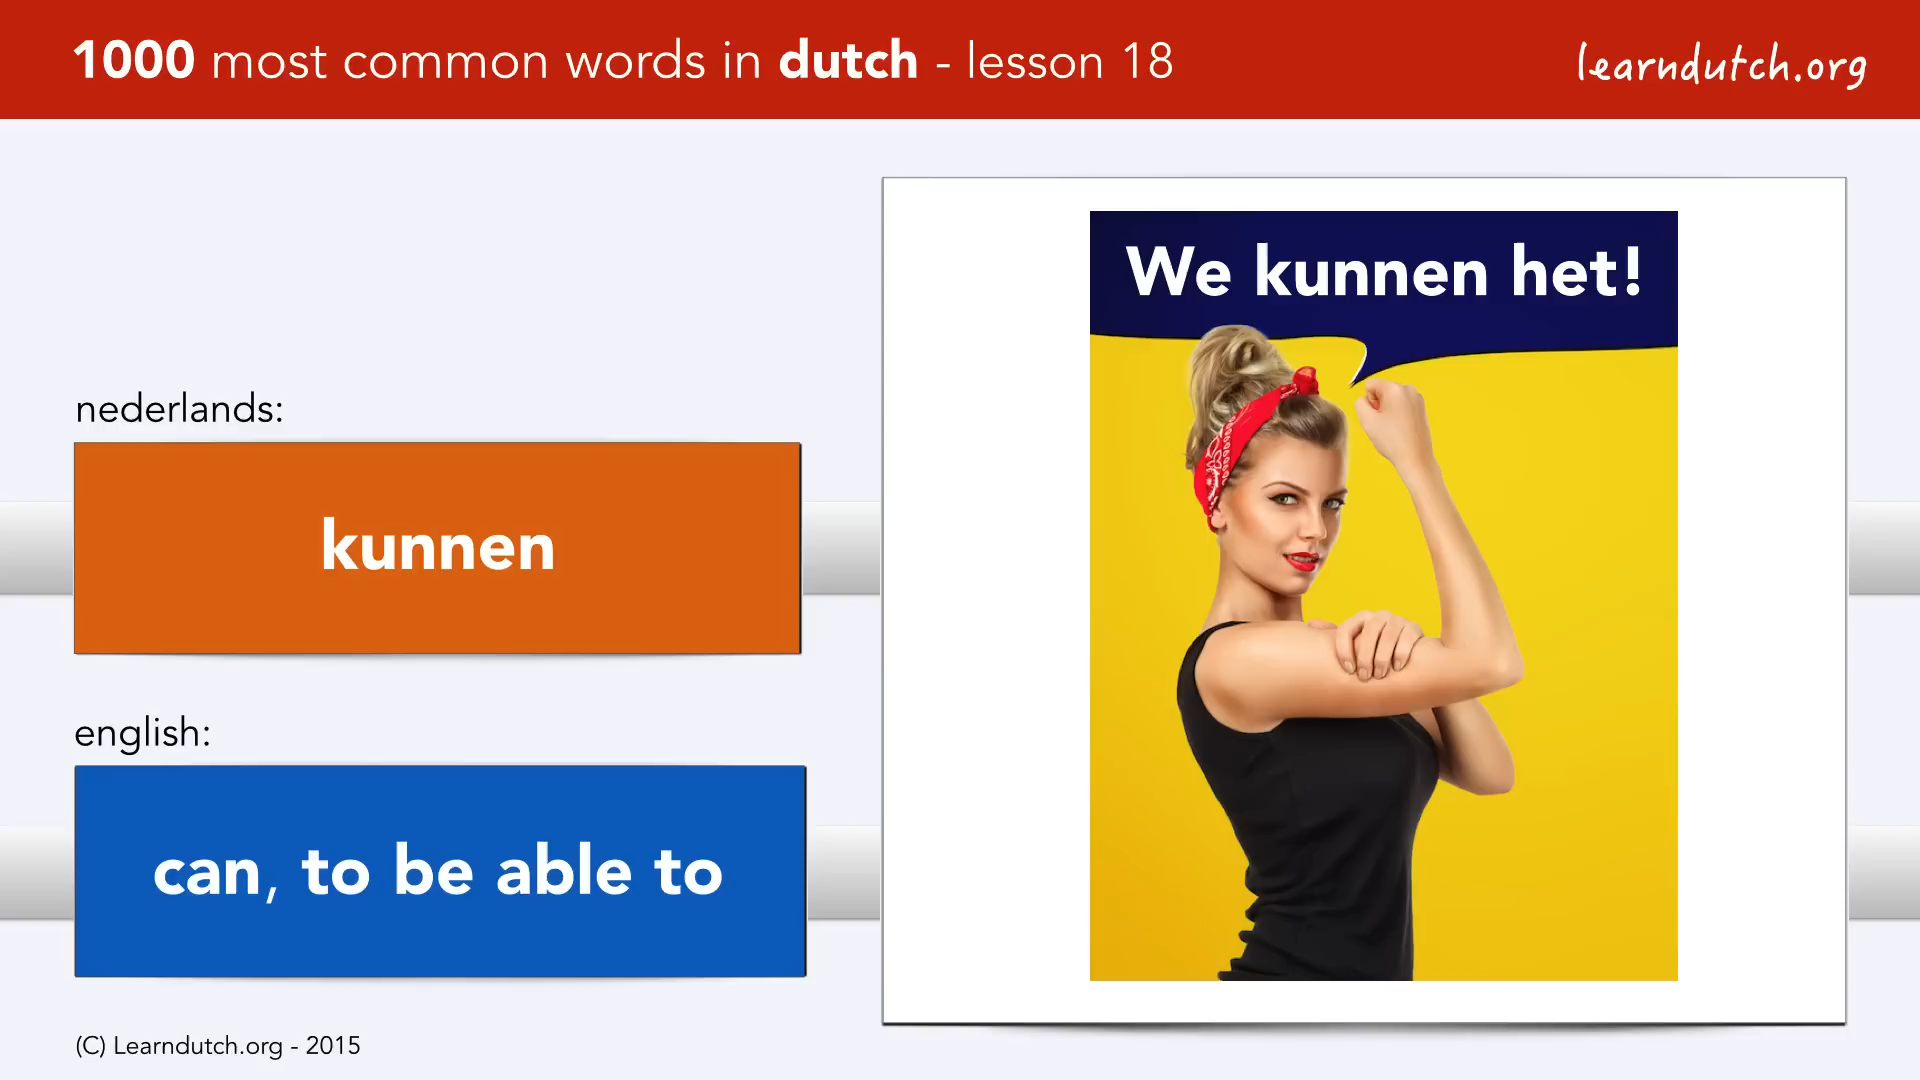 1000 most common words in dutch - lesson 18
learndutch.org
We kunnen het!
nederlands:
kunnen
english:
can, to be able to
(C) Learndutch.org - 2015